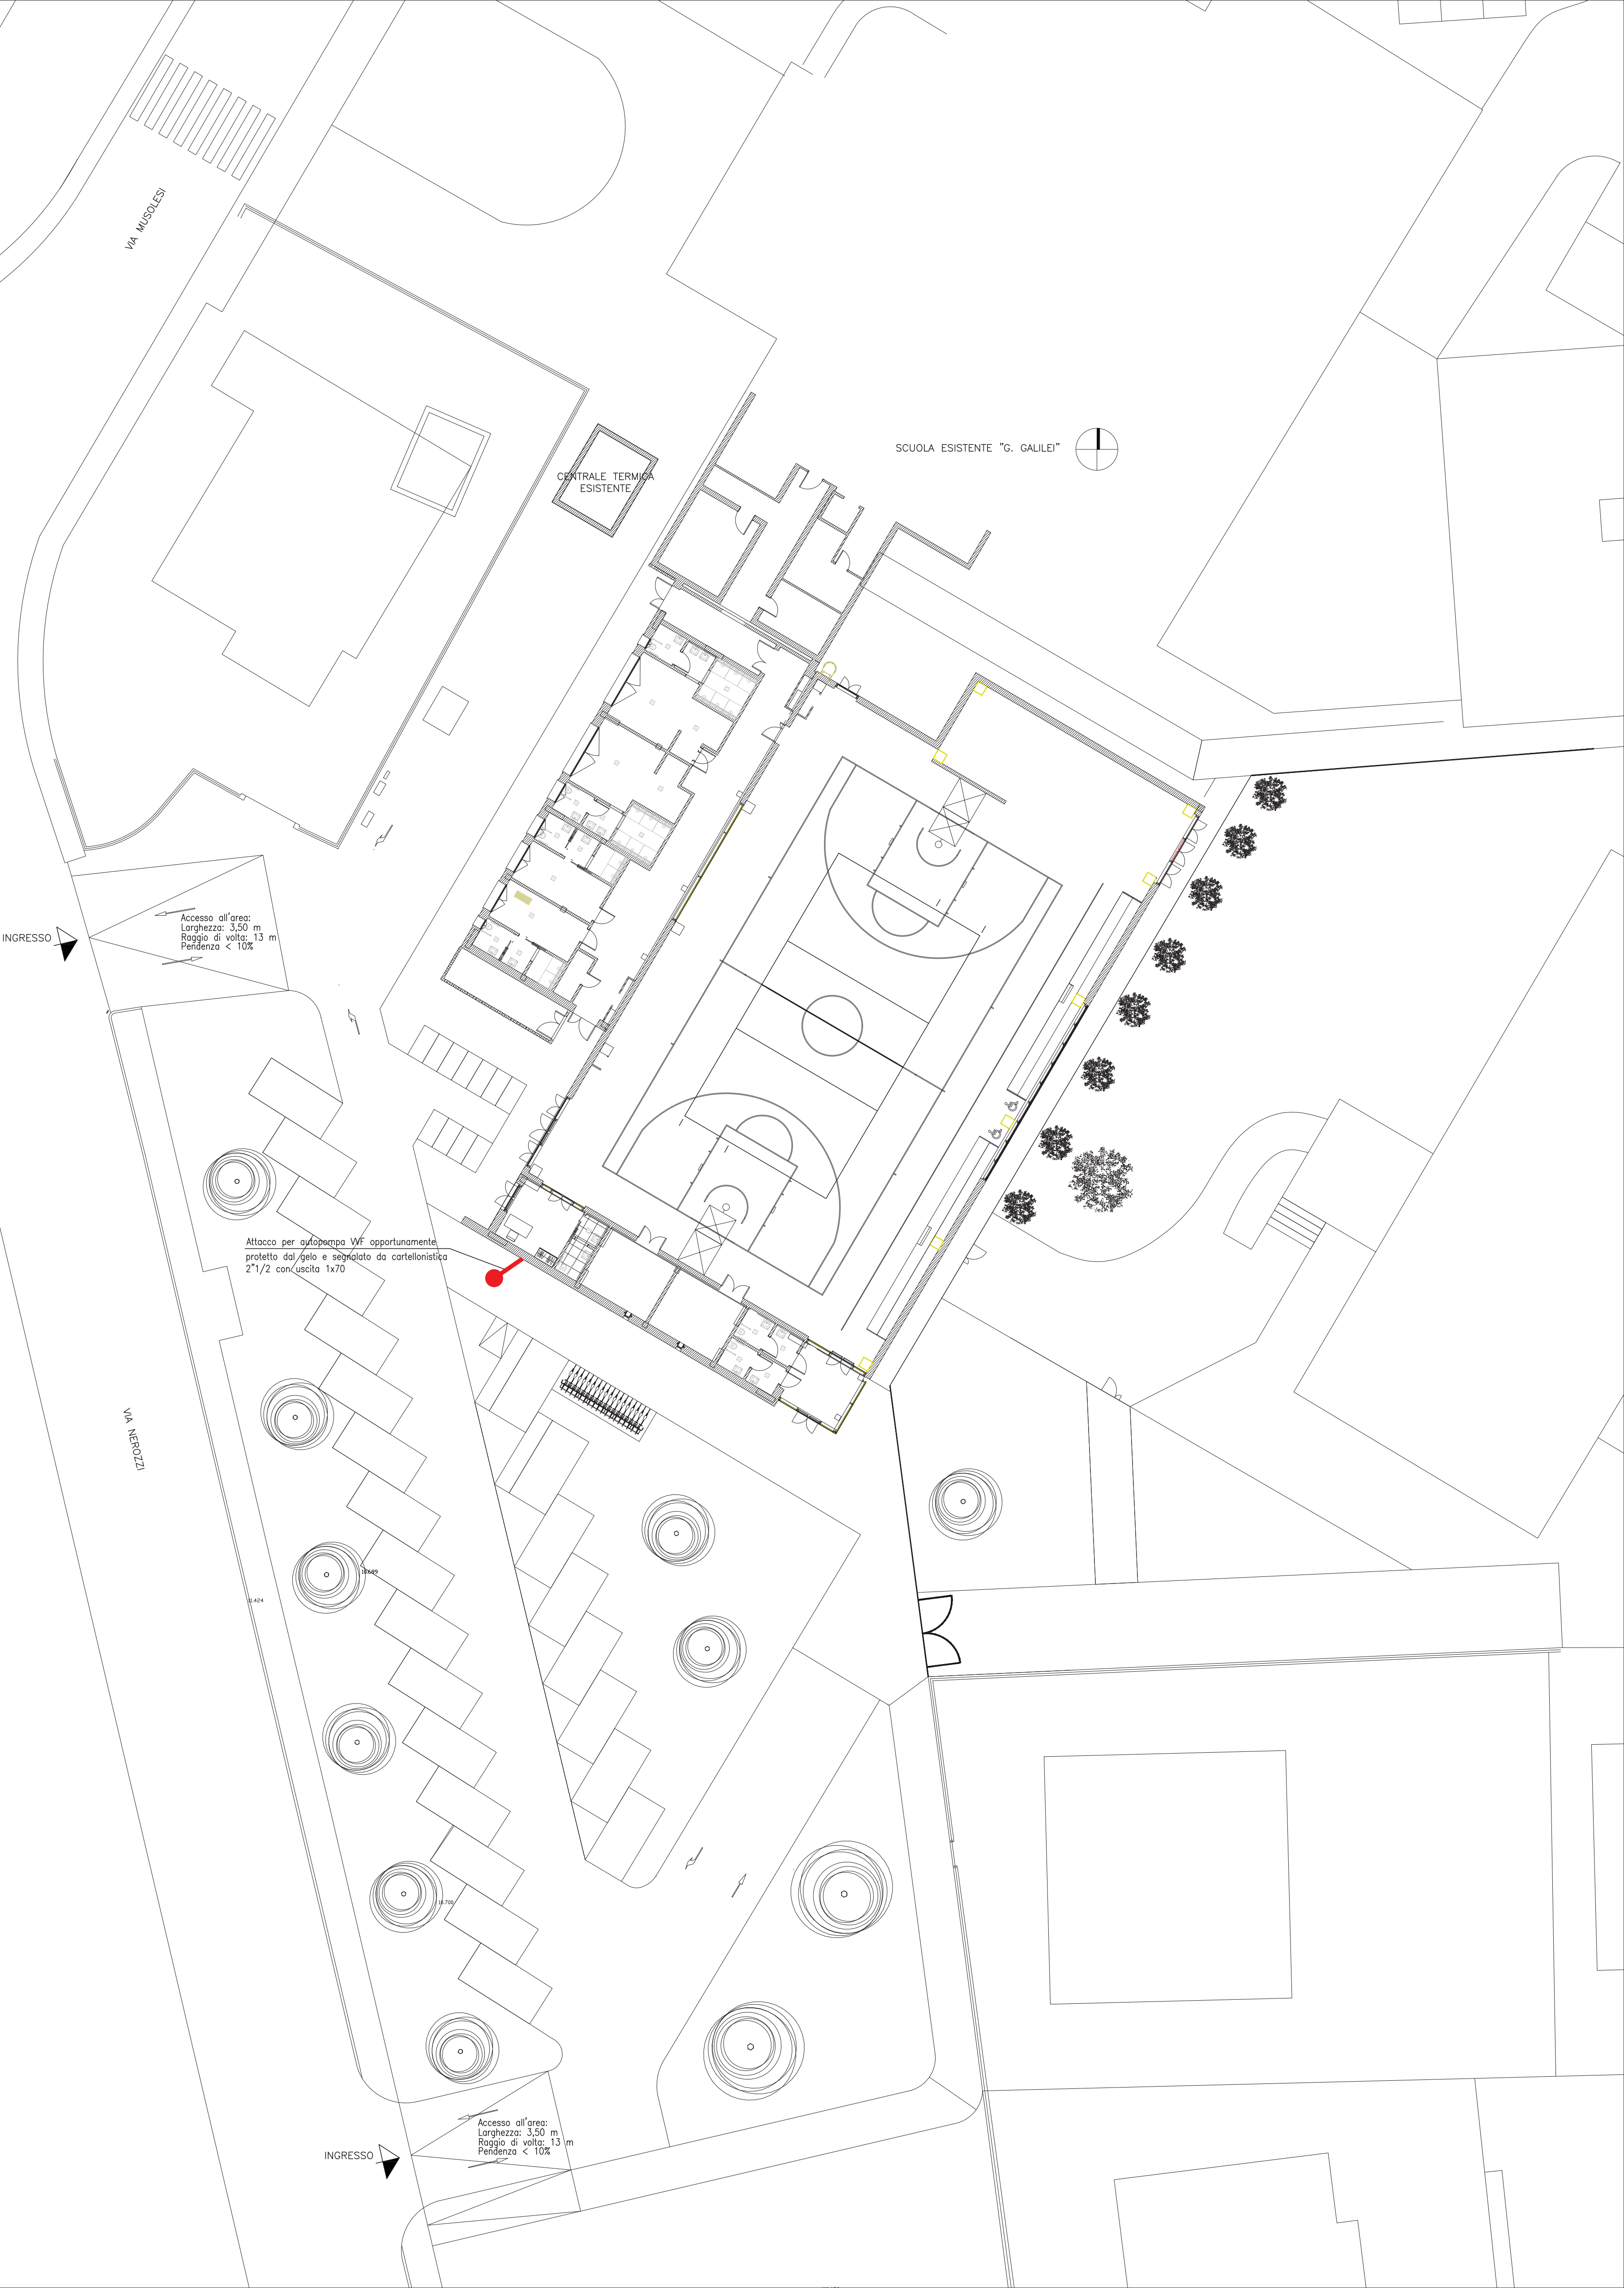 VIA MUSOLESI
SCUOLA ESISTENTE "G. GALILEI"
CENTRALE TERMICA
ESISTENTE
INGRESSO
Accesso all'area:
Larghezza: 3,50 m
Raggio di volta: 13 m
Pendenza < 10%
Attacco per autopompa VVF opportunamente
protetto dal gelo e segnalato da cartellonistica
2"1/2 con uscita 1x70
VIA NEROZZI
11.424
INGRESSO
Accesso all'area:
Larghezza: 3,50 m
Raggio di volta: 13 m
Pendenza < 10%